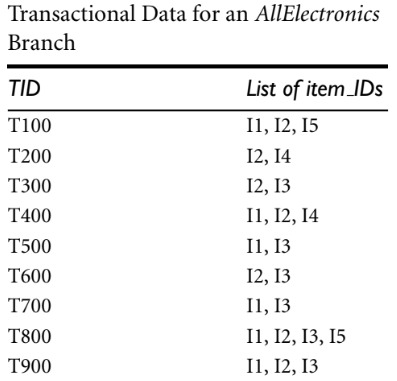 Transactional Data for an AllElectronics
Branch
TID List of item_IDs
T100 I1, I2, I5
T200 I2, I4
T300 I2, I3
T400 I1, I2, I4
T500 I1, I3
T600 I2, I3
T700 I1, I3
T800 I1, I2, I3, I5
T900 I1, I2, I3